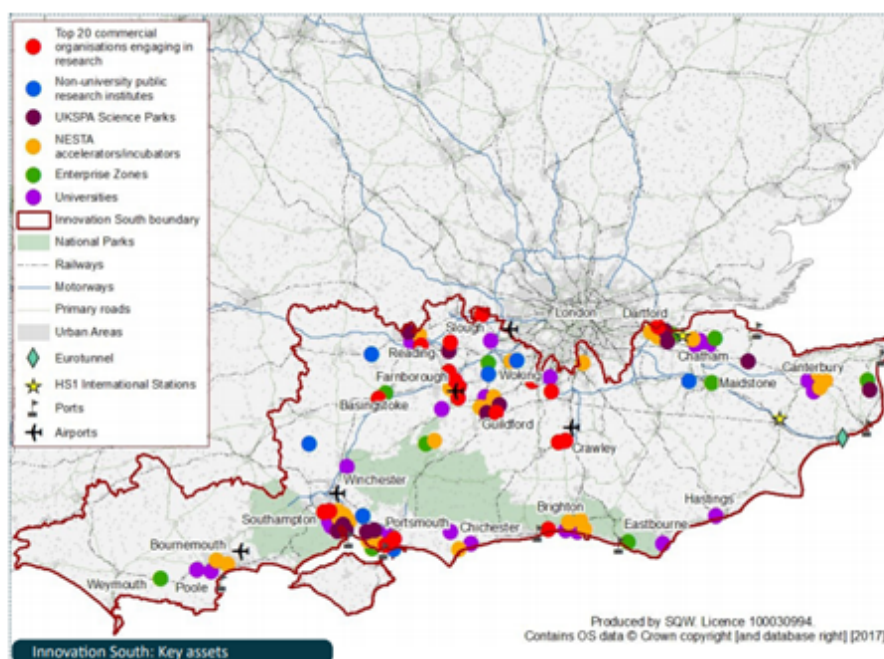 Top 20 commercial
organisations engaging in
research
Non-university public
research institutes
UKSPA Science Parks
NESTA
accelerators/incubators
Enterprise Zones
Universities
Innovation South boundary
National Parks
Railways
Motorways
Primary roads
Urban Areas
Eurotunnel
HS1 International Stations
Ports
Airports
London
Dartford
Slough
Reading
Chatham
Woking
Farnborough
Canterbury
Maidstone
Basingstoke
Guildford
Crawley
Winchester
Hastings
Southampton
Portsmouth
Brighton
Chichester
Eastbourne
Bournemouth
Weymouth
Poole
Produced by SQW. Licence 100030994.
Contains OS data © Crown copyright [and database right] [2017]
Innovation South: Key assets